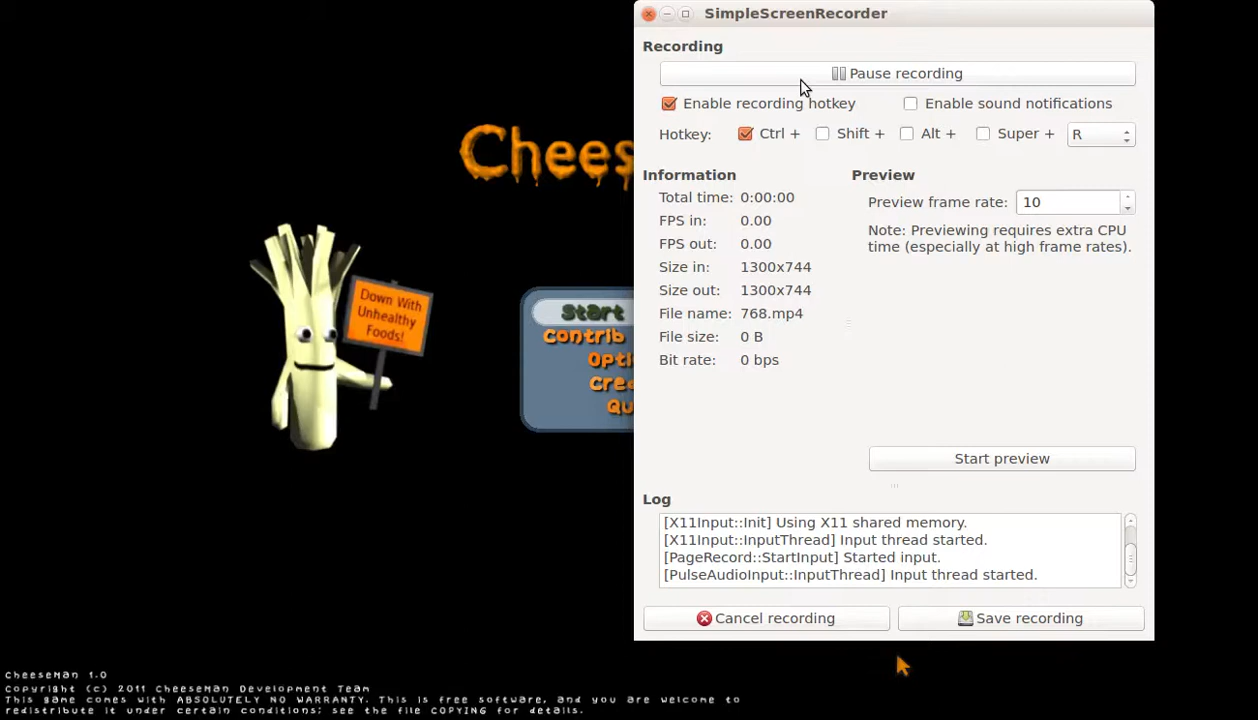 SimpleScreenRecorder
Recording
Pause recording
Enable recording hotkey
Enable sound notifications
Hotkey:
Ctrl +
Shift +
Alt +
Super +
R
Information
Total time: 0:00:00
FPS in: 0.00
FPS out: 0.00
Size in: 1300x744
Size out: 1300x744
File name: 768.mp4
File size: 0 B
Bit rate: 0 bps
Preview
Preview frame rate: 10
Note: Previewing requires extra CPU
time (especially at high frame rates).
Start preview
Log
[X11Input::Init] Using X11 shared memory.
[X11Input::InputThread] Input thread started.
[PageRecord::StartInput] Started input.
[PulseAudioInput::InputThread] Input thread started.
Cancel recording
Save recording
Chees
Down With
Unhealthy
Foods!
Start
Contrib
Opti
Cre
Qu
CheeseMan 1.0
Copyright (c) 2011 CheeseMan Development Team
This game comes with ABSOLUTELY NO WARRANTY. This is free software, and you are welcome to
redistribute it under certain conditions; see the file COPYING for details.